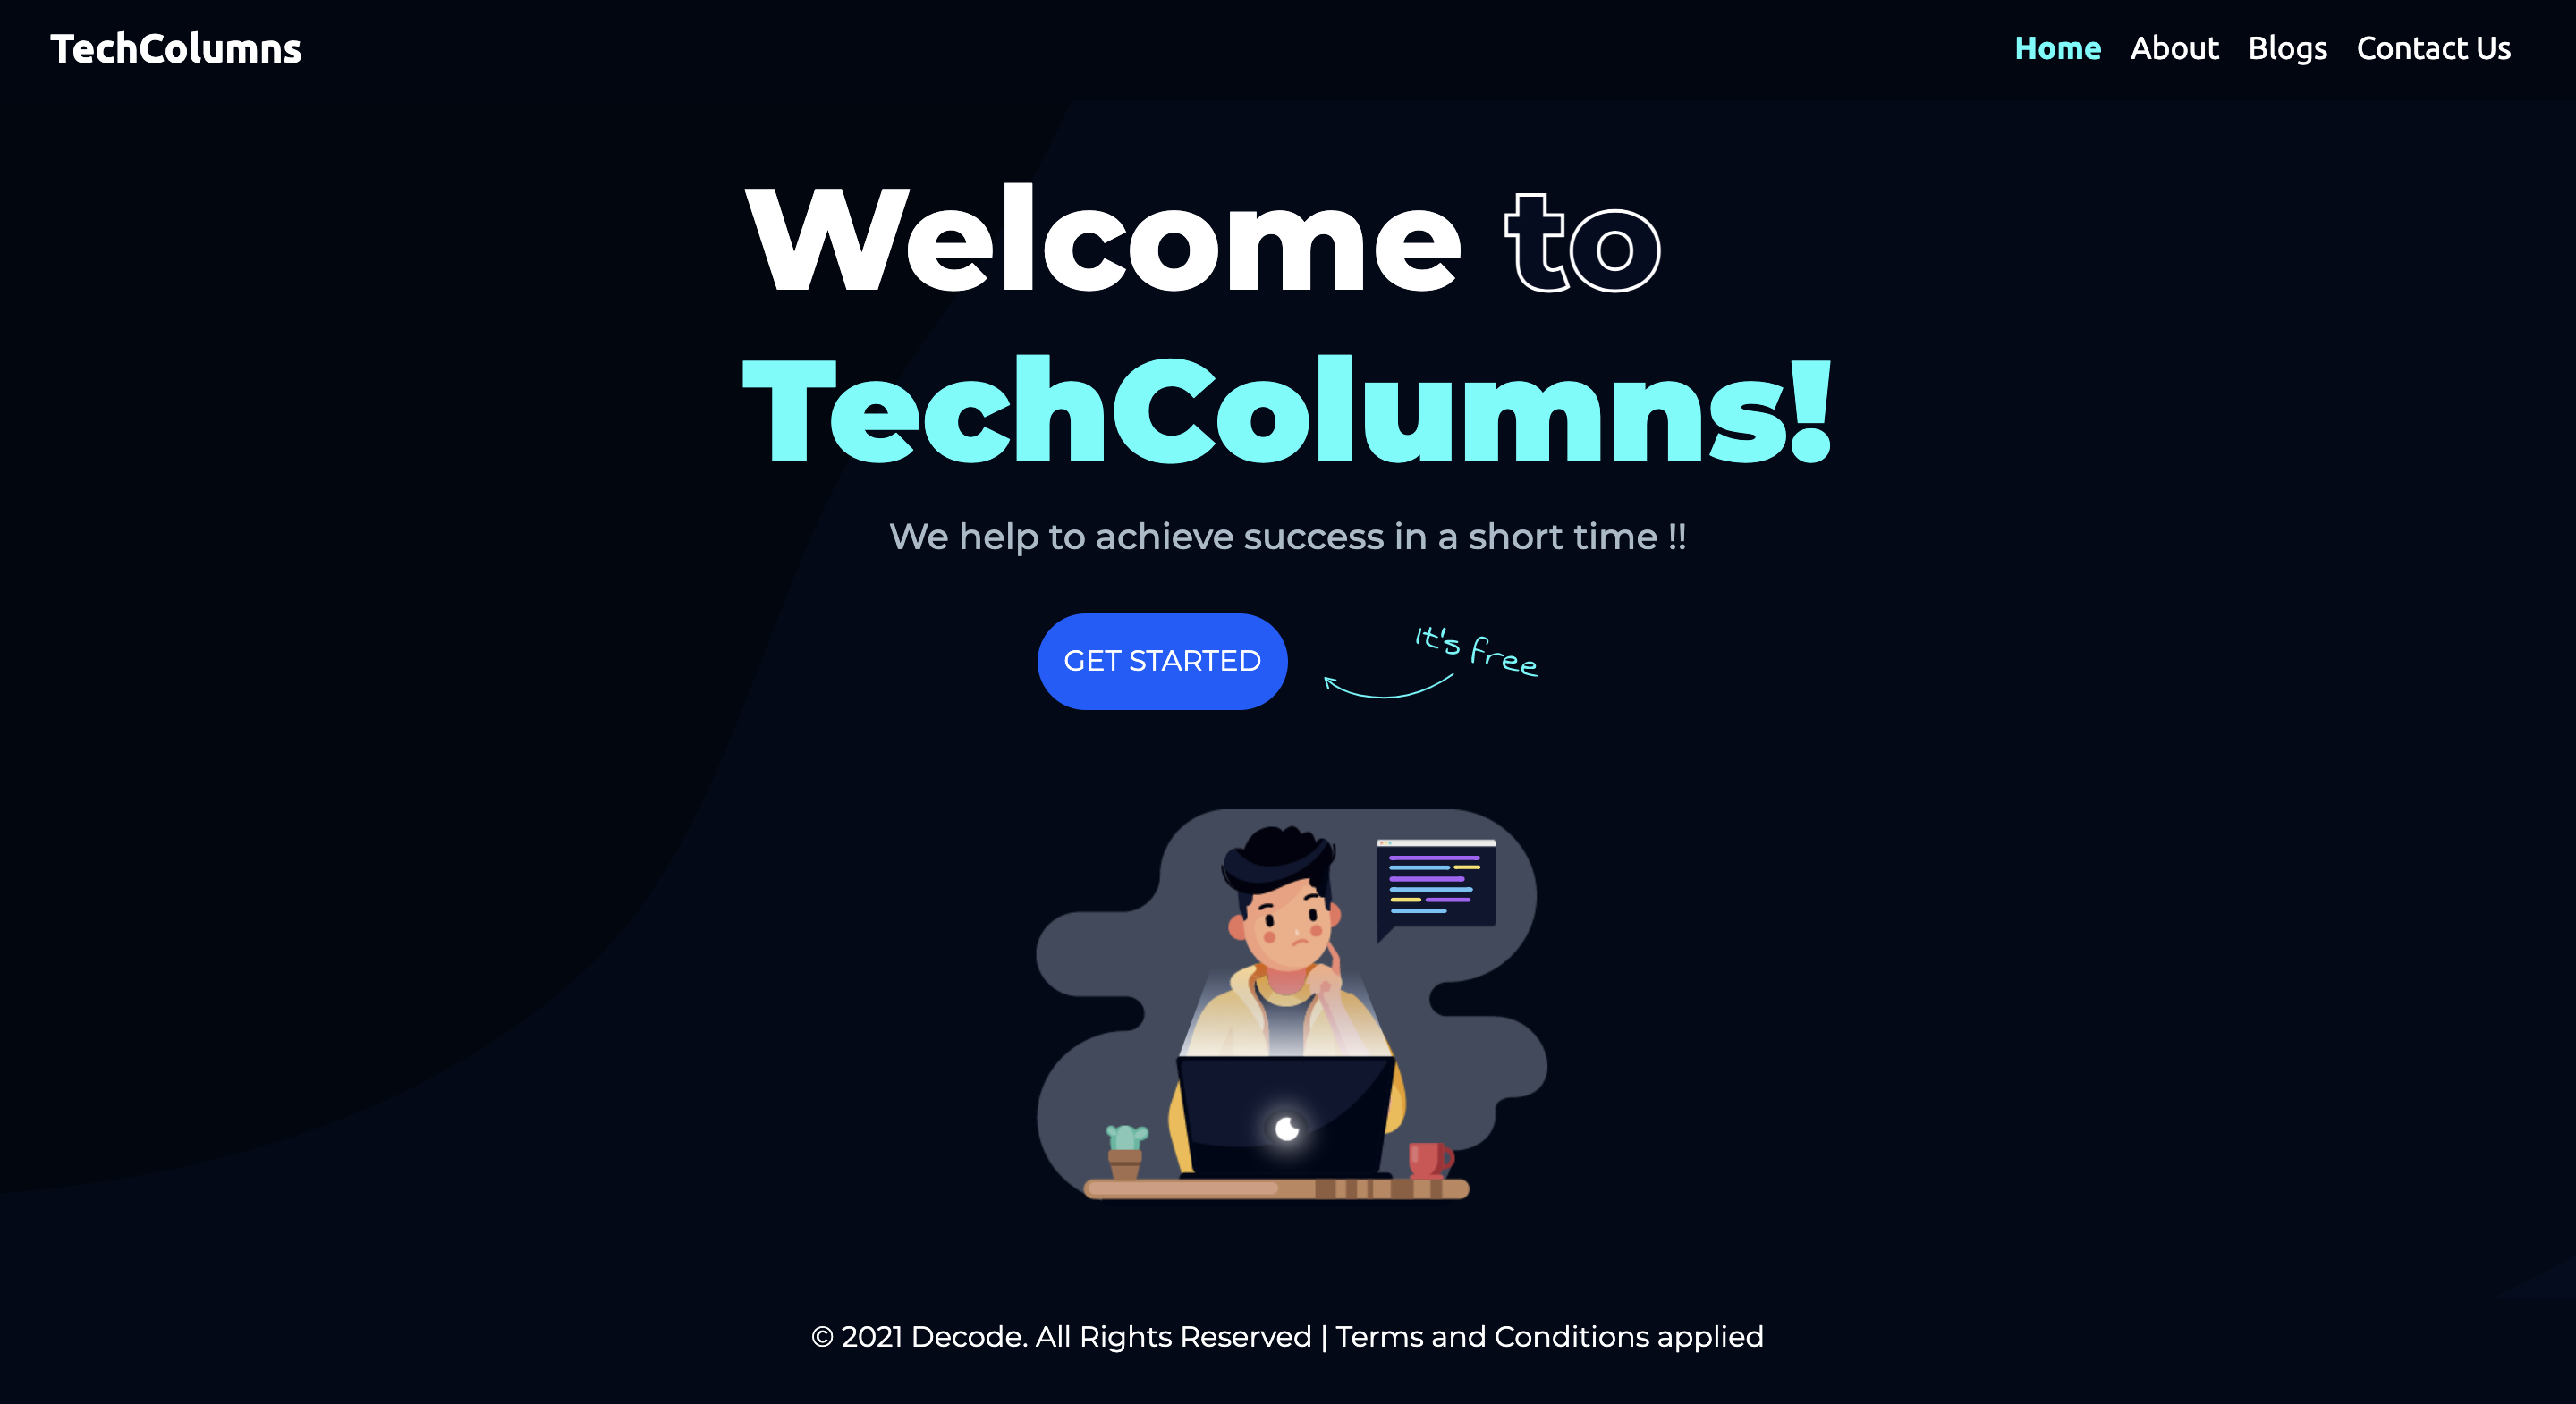 TechColumns
Home About Blogs Contact Us
Welcome to
TechColumns!
We help to achieve success in a short time !!
GET STARTED
It's free
© 2021 Decode. All Rights Reserved | Terms and Conditions applied